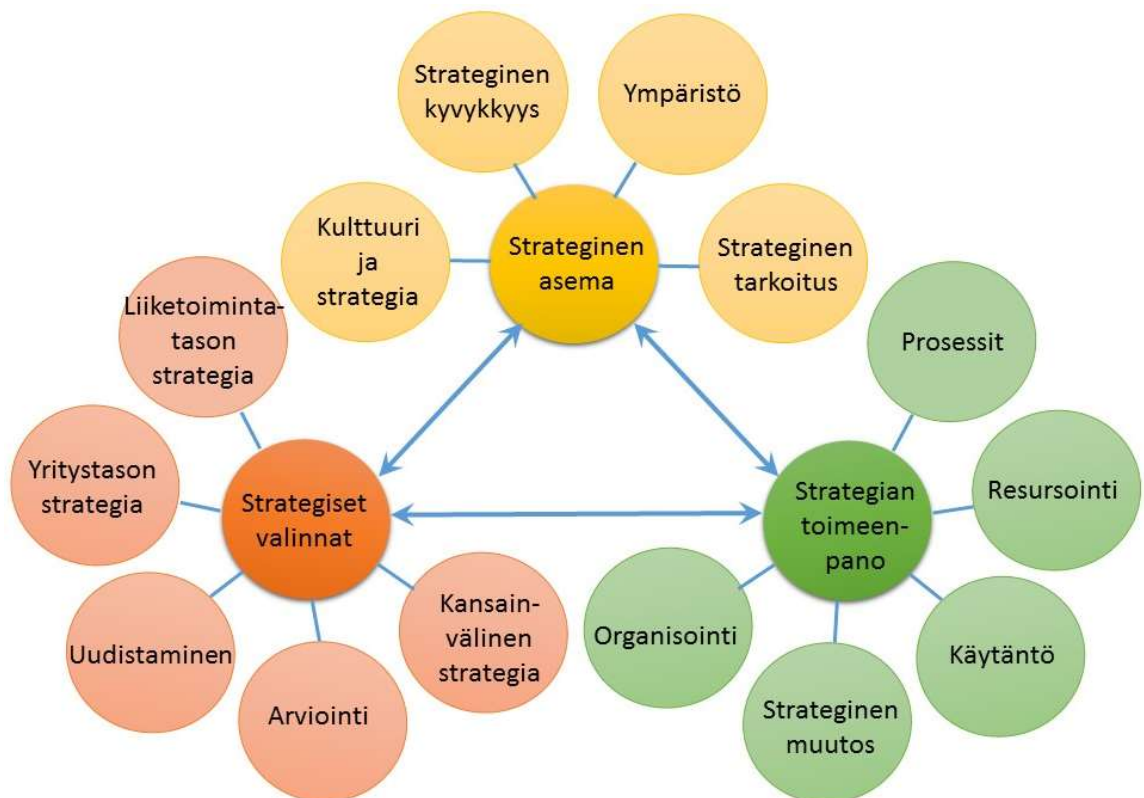 Strateginen
kyvykkyys
Ympäristö
Kulttuuri
ja
strategia
Strateginen
asema
Strateginen
tarkoitus
Liiketoiminta-
tason
strategia
Yritystason
strategia
Strategiset
valinnat
Uudistaminen
Arviointi
Kansain-
välinen
strategia
Prosessit
Strategian
toimeen-
pano
Resursointi
Organisointi
Käytäntö
Strateginen
muutos